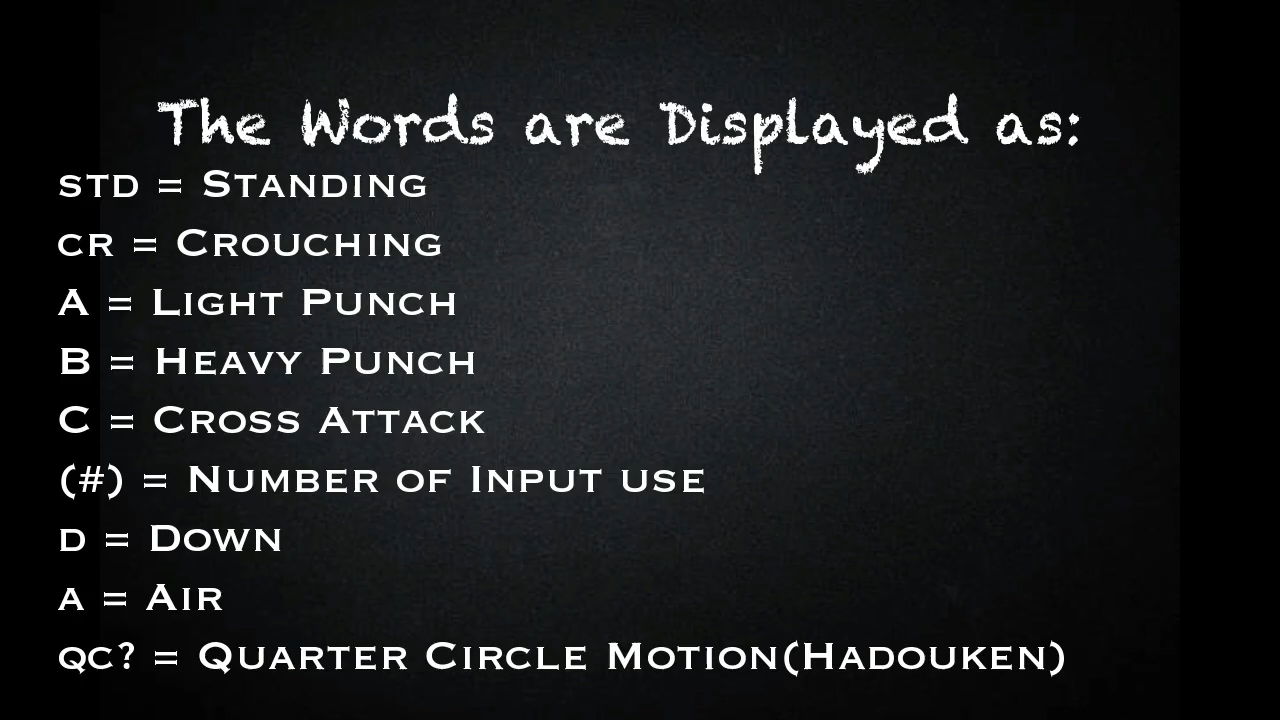 The Words are Displayed as:
std = Standing
cr = Crouching
A = Light Punch
B = Heavy Punch
C = Cross Attack
(#) = Number of Input use
d = Down
a = Air
qc? = Quarter Circle Motion(Hadouken)